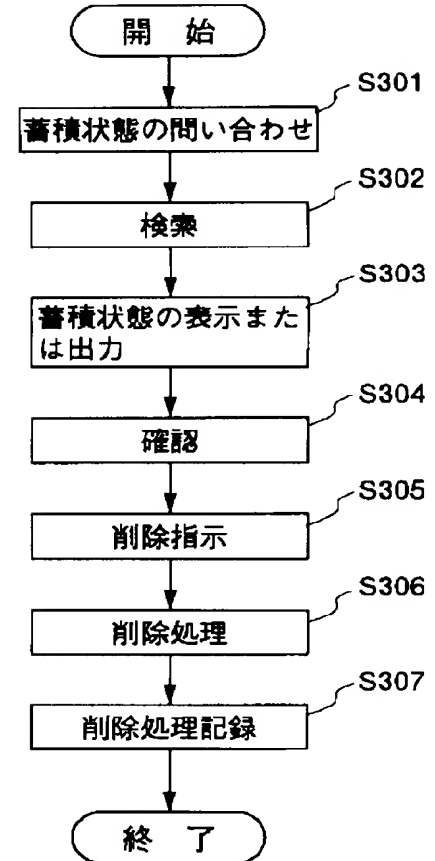 開 始
S301
蓄積状態の問い合わせ
S302
検索
S303
蓄積状態の表示また
は出力
S304
確認
S305
削除指示
S306
削除処理
S307
削除処理記録
終 了